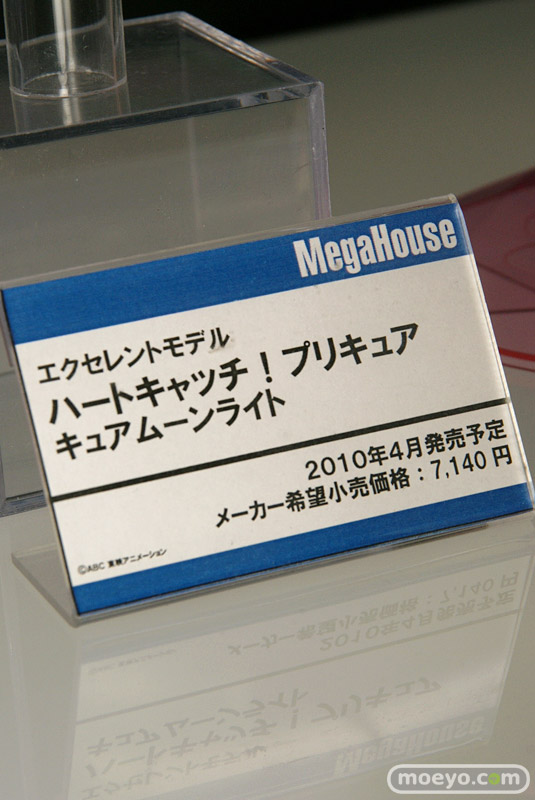 MegaHouse
エクセレントモデル
ハートキャッチ！プリキュア
キュアムーンライト
2010年4月発売予定
メーカー希望小売価格：7,140 円
©ABC 東映アニメーション
moeyo.com